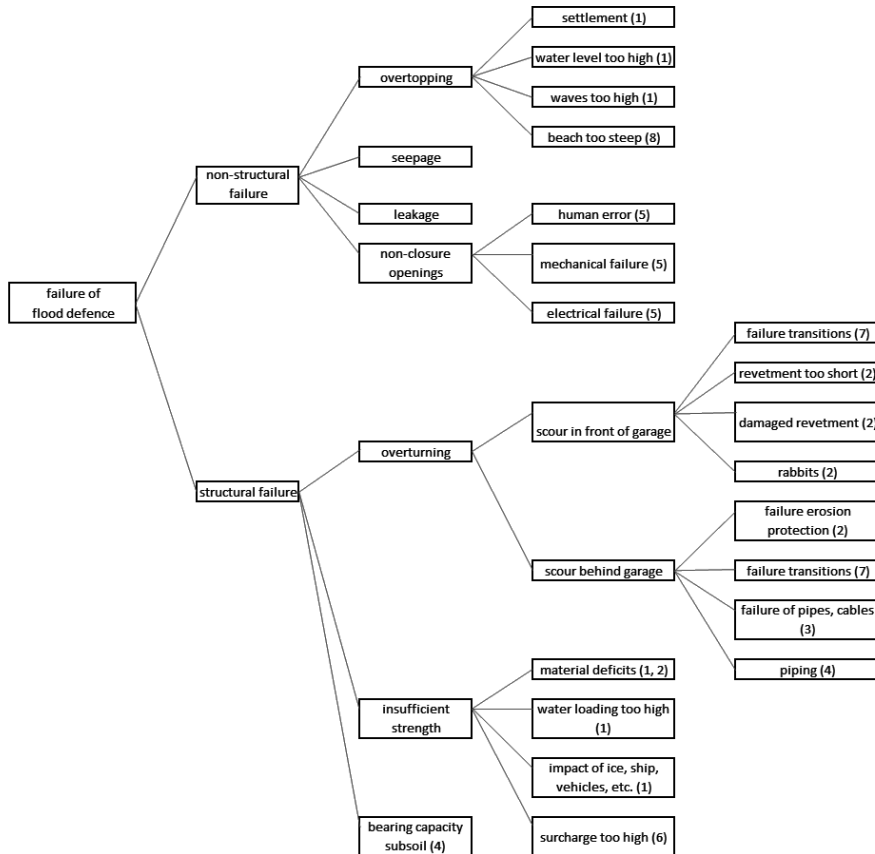 settlement (1)
water level too high (1)
overtopping
waves too high (1)
beach too steep (8)
seepage
non-structural
failure
leakage
human error (5)
non-closure
openings
mechanical failure (5)
failure of
flood defence
electrical failure (5)
failure transitions (7)
revetment too short (2)
scour in front of garage
damaged revetment (2)
overturning
rabbits (2)
structural failure
failure erosion
protection (2)
scour behind garage
failure transitions (7)
failure of pipes, cables
(3)
material deficits (1, 2)
piping (4)
insufficient
strength
water loading too high
(1)
impact of ice, ship,
vehicles, etc. (1)
bearing capacity
subsoil (4)
surcharge too high (6)